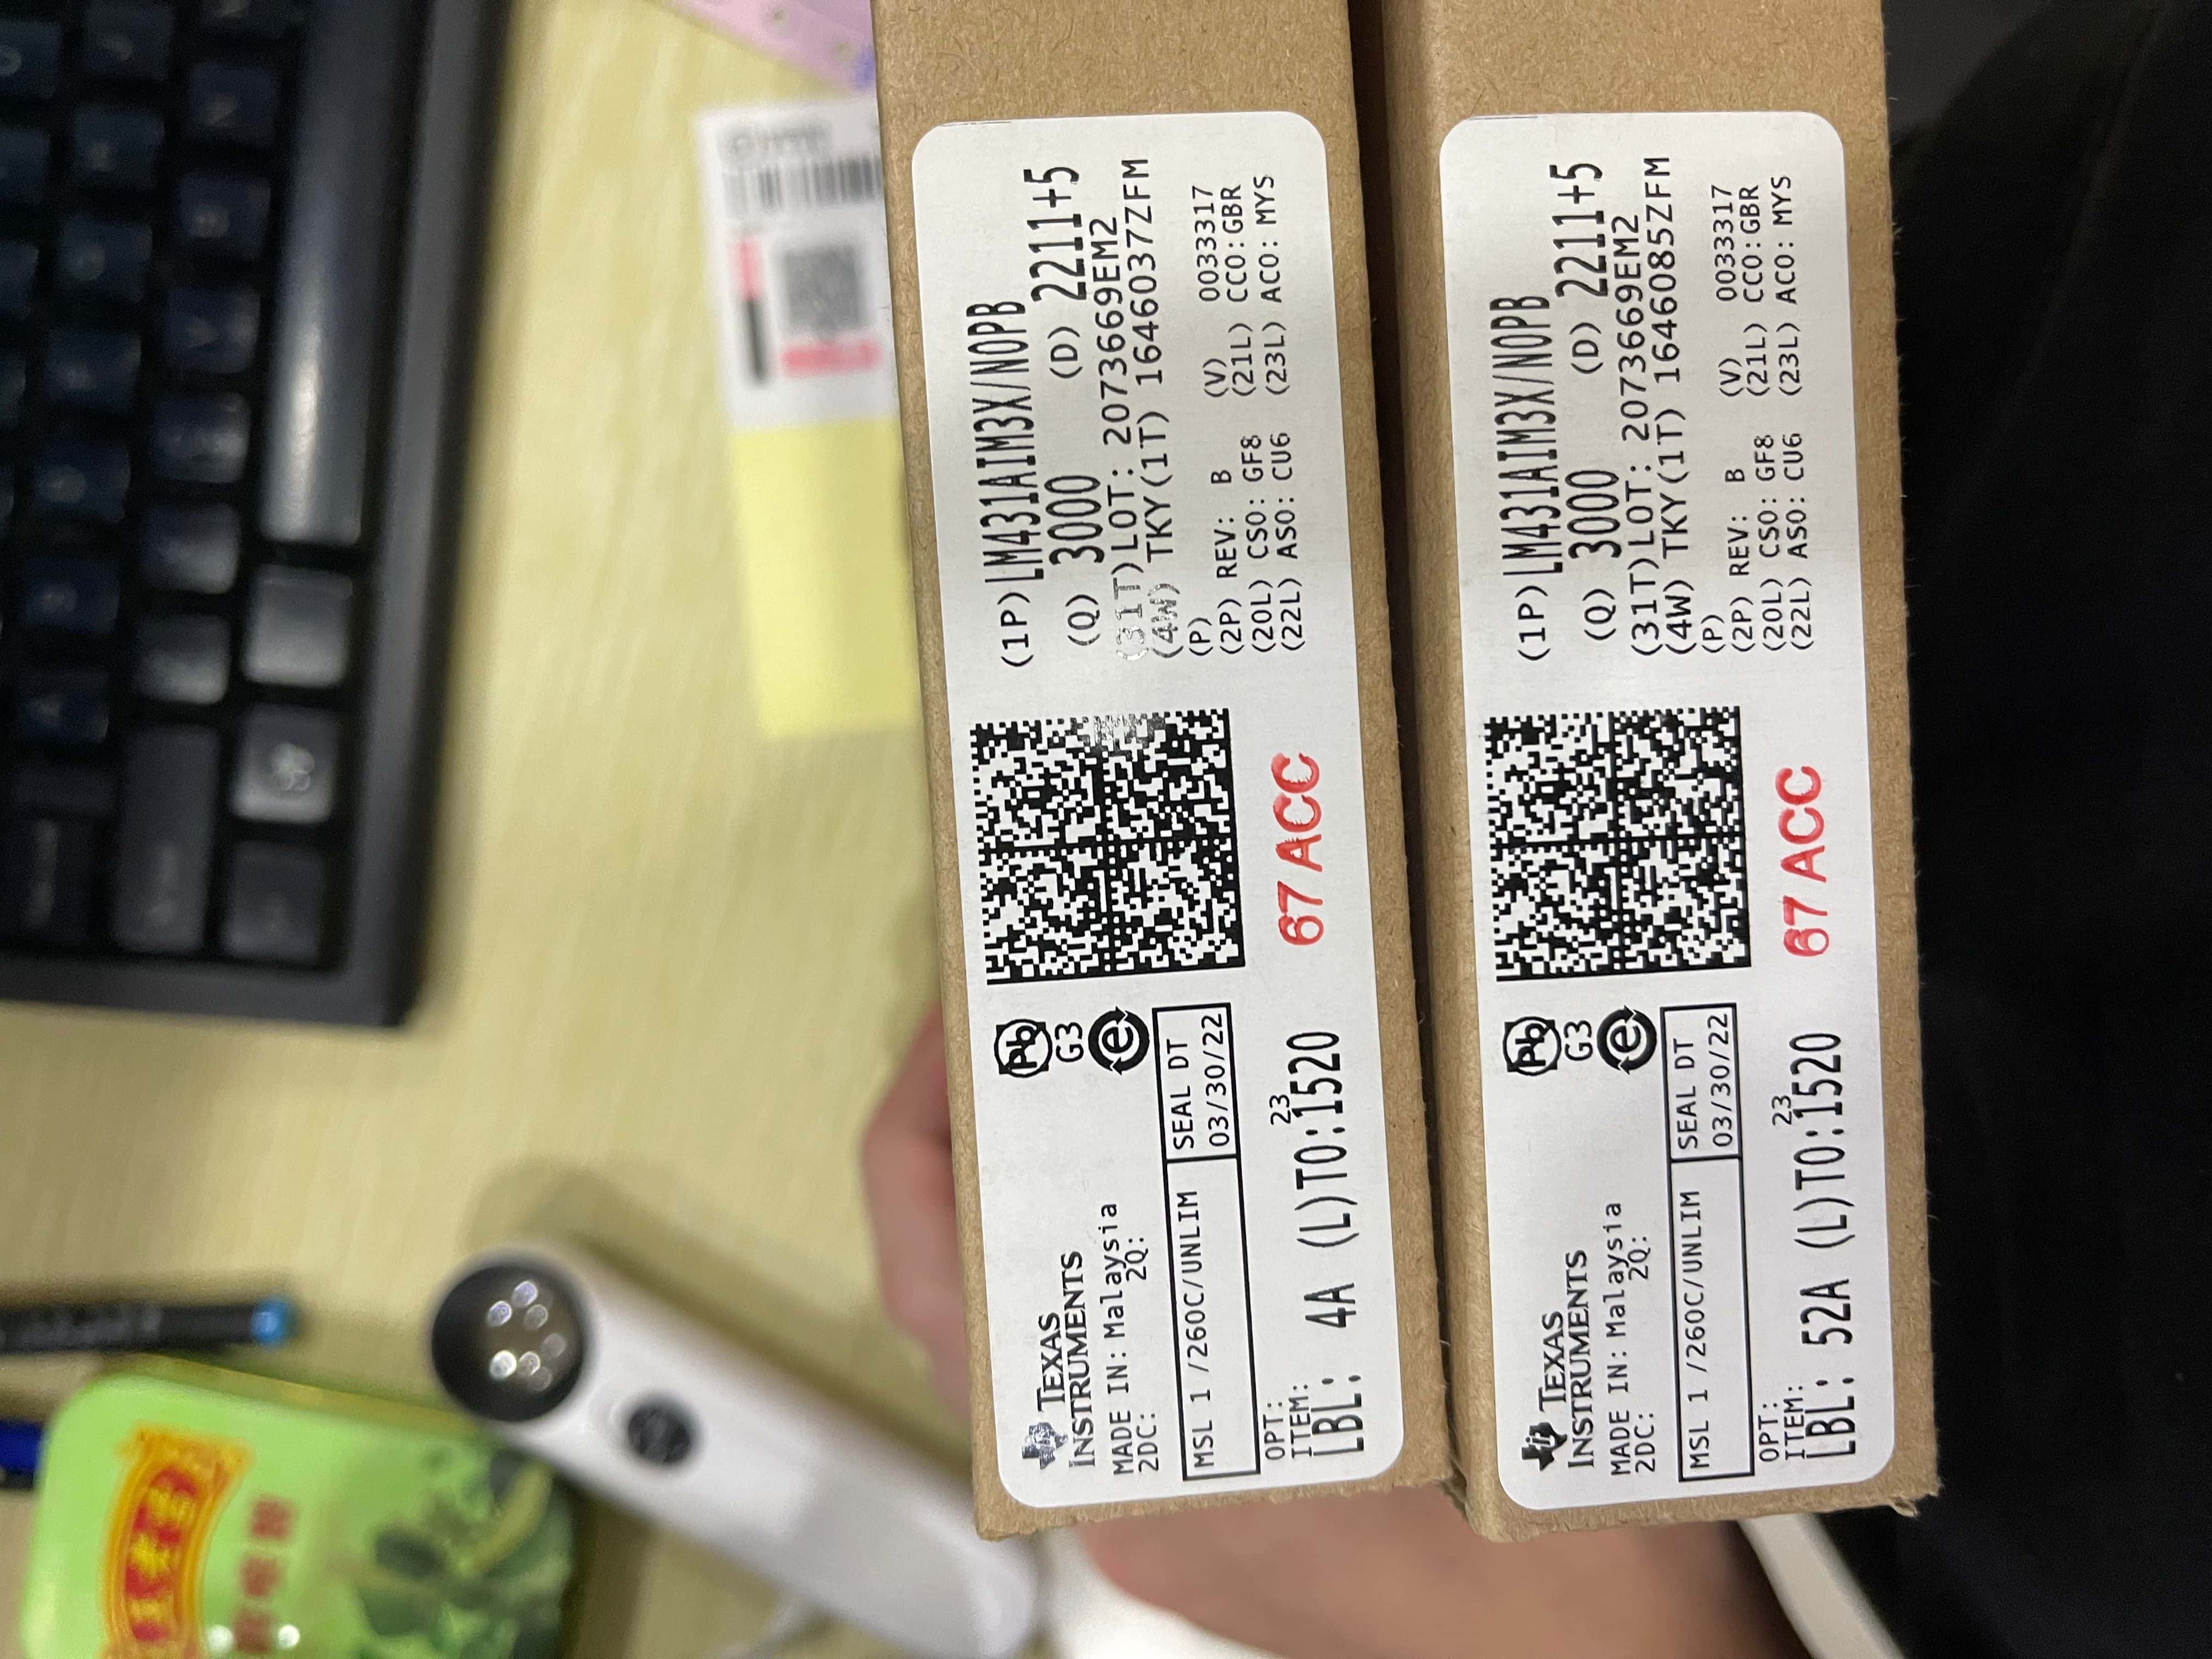 TEXAS
INSTRUMENTS
MADE IN: Malaysia
2DC: 2Q:
MSL 1 /260C/UNLIM
SEAL DT
03/30/22
OPT:
ITEM: 23
LBL: 4A (L)TO:1520
Pb
G3
e
67 ACC
(1P)LM431AIM3X/NOPB
(Q) 3000 (D) 2211+5
(31T)LOT: 2073669EM2
(4W) TKY(1T) 1646037ZFM
(P)
(2P) REV: B (V) 0033317
(20L) CSO: GF8 (21L) CCO:GBR
(22L) ASO: CU6 (23L) ACO: MYS
TEXAS
INSTRUMENTS
MADE IN: Malaysia
2DC: 2Q:
MSL 1 /260C/UNLIM
SEAL DT
03/30/22
OPT:
ITEM: 23
LBL: 52A (L)TO:1520
Pb
G3
e
67 ACC
(1P)LM431AIM3X/NOPB
(Q) 3000 (D) 2211+5
(31T)LOT: 2073669EM2
(4W) TKY(1T) 1646085ZFM
(P)
(2P) REV: B (V) 0033317
(20L) CSO: GF8 (21L) CCO:GBR
(22L) ASO: CU6 (23L) ACO: MYS